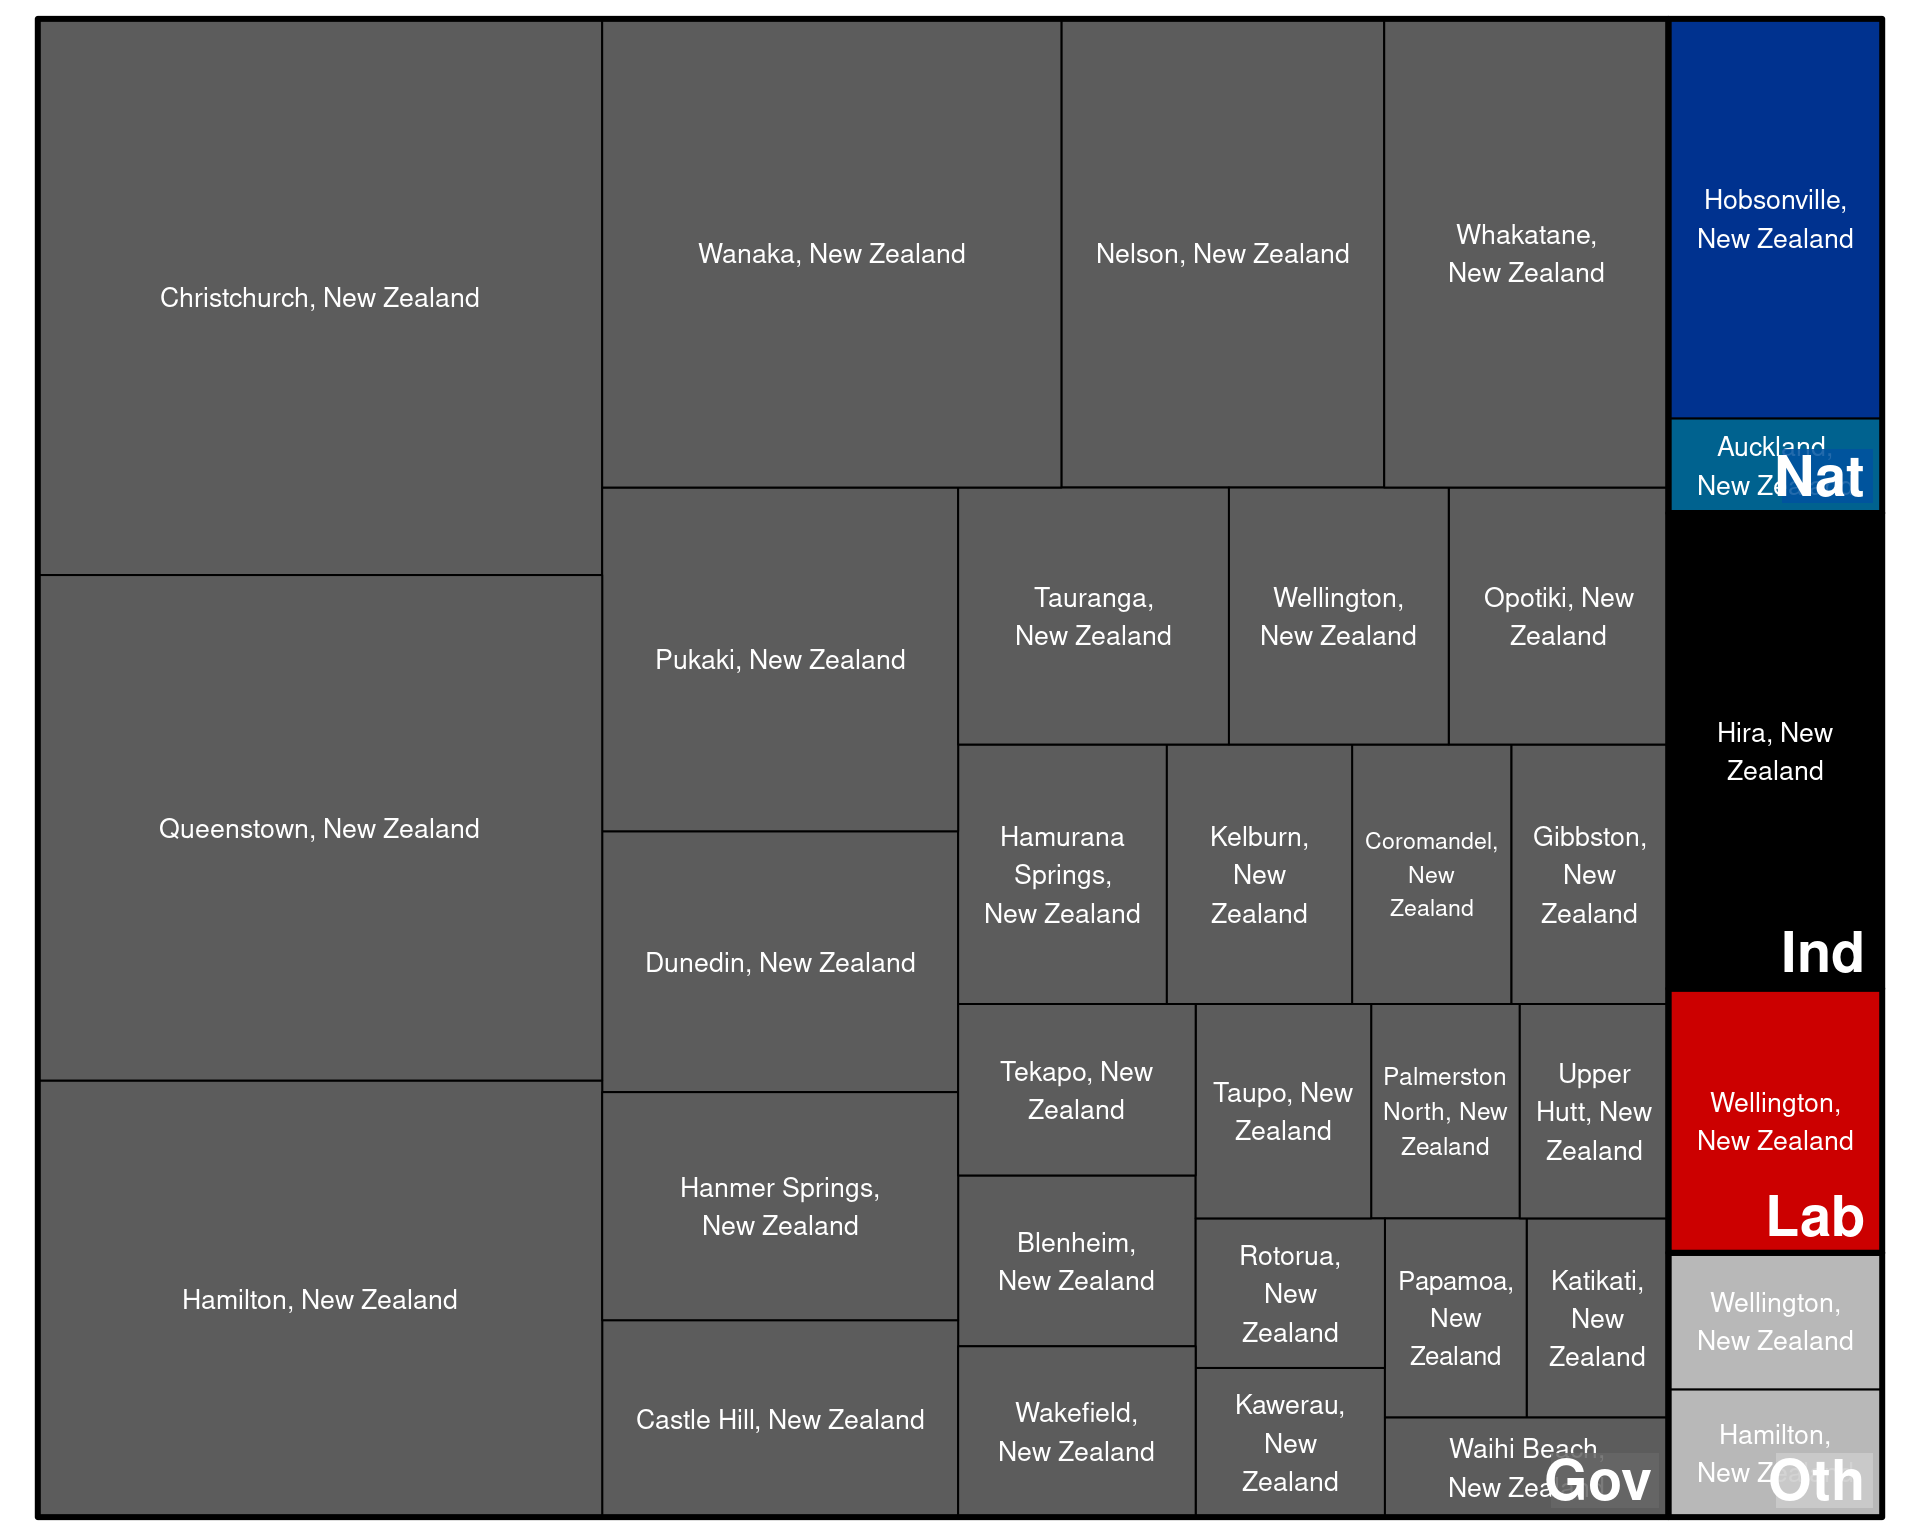 Christchurch, New Zealand
Wanaka, New Zealand
Nelson, New Zealand
Whakatane,
New Zealand
Hobsonville,
New Zealand
Auckland,
New Zealand
Nat
Queenstown, New Zealand
Pukaki, New Zealand
Tauranga,
New Zealand
Wellington,
New Zealand
Opotiki, New
Zealand
Hira, New
Zealand
Ind
Hamurana
Springs,
New Zealand
Kelburn,
New
Zealand
Coromandel,
New
Zealand
Gibbston,
New
Zealand
Dunedin, New Zealand
Tekapo, New
Zealand
Taupo, New
Zealand
Palmerston
North, New
Zealand
Upper
Hutt, New
Zealand
Wellington,
New Zealand
Lab
Hamilton, New Zealand
Hanmer Springs,
New Zealand
Blenheim,
New Zealand
Rotorua,
New
Zealand
Papamoa,
New
Zealand
Katikati,
New
Zealand
Wellington,
New Zealand
Castle Hill, New Zealand
Wakefield,
New Zealand
Kawerau,
New
Zealand
Waihi Beach,
New Zealand
Gov
Hamilton,
New Zealand
Oth